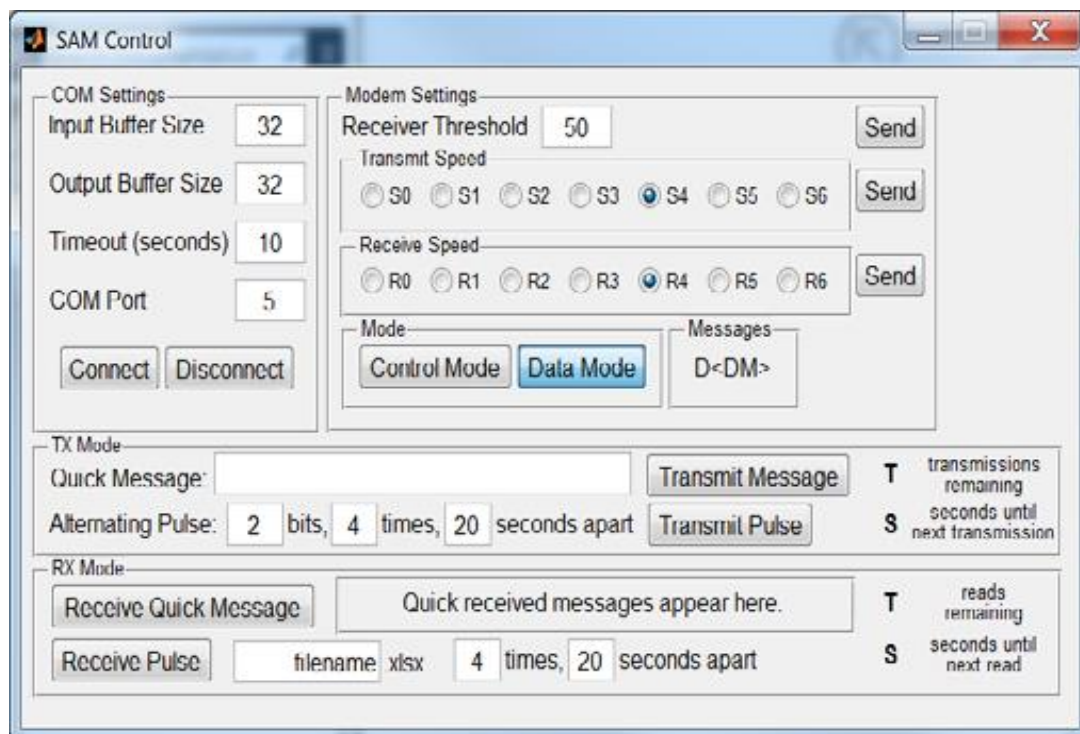 SAM Control
COM Settings
Input Buffer Size 32
Output Buffer Size 32
Timeout (seconds) 10
COM Port 5
Connect Disconnect
Modem Settings
Receiver Threshold 50 Send
Transmit Speed
S0 S1 S2 S3 S4 S5 S6 Send
Receive Speed
R0 R1 R2 R3 R4 R5 R6 Send
Mode
Control Mode Data Mode
Messages
D<DM>
TX Mode
Quick Message: Transmit Message T transmissions remaining
Alternating Pulse: 2 bits, 4 times, 20 seconds apart Transmit Pulse S seconds until next transmission
RX Mode
Receive Quick Message Quick received messages appear here. T reads remaining
Receive Pulse filename xlsx 4 times, 20 seconds apart S seconds until next read